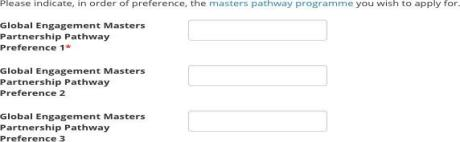 Please indicate, in order of preference, the masters pathway programme you wish to apply for.
Global Engagement Masters
Partnership Pathway
Preference 1*
Global Engagement Masters
Partnership Pathway
Preference 2
Global Engagement Masters
Partnership Pathway
Preference 3